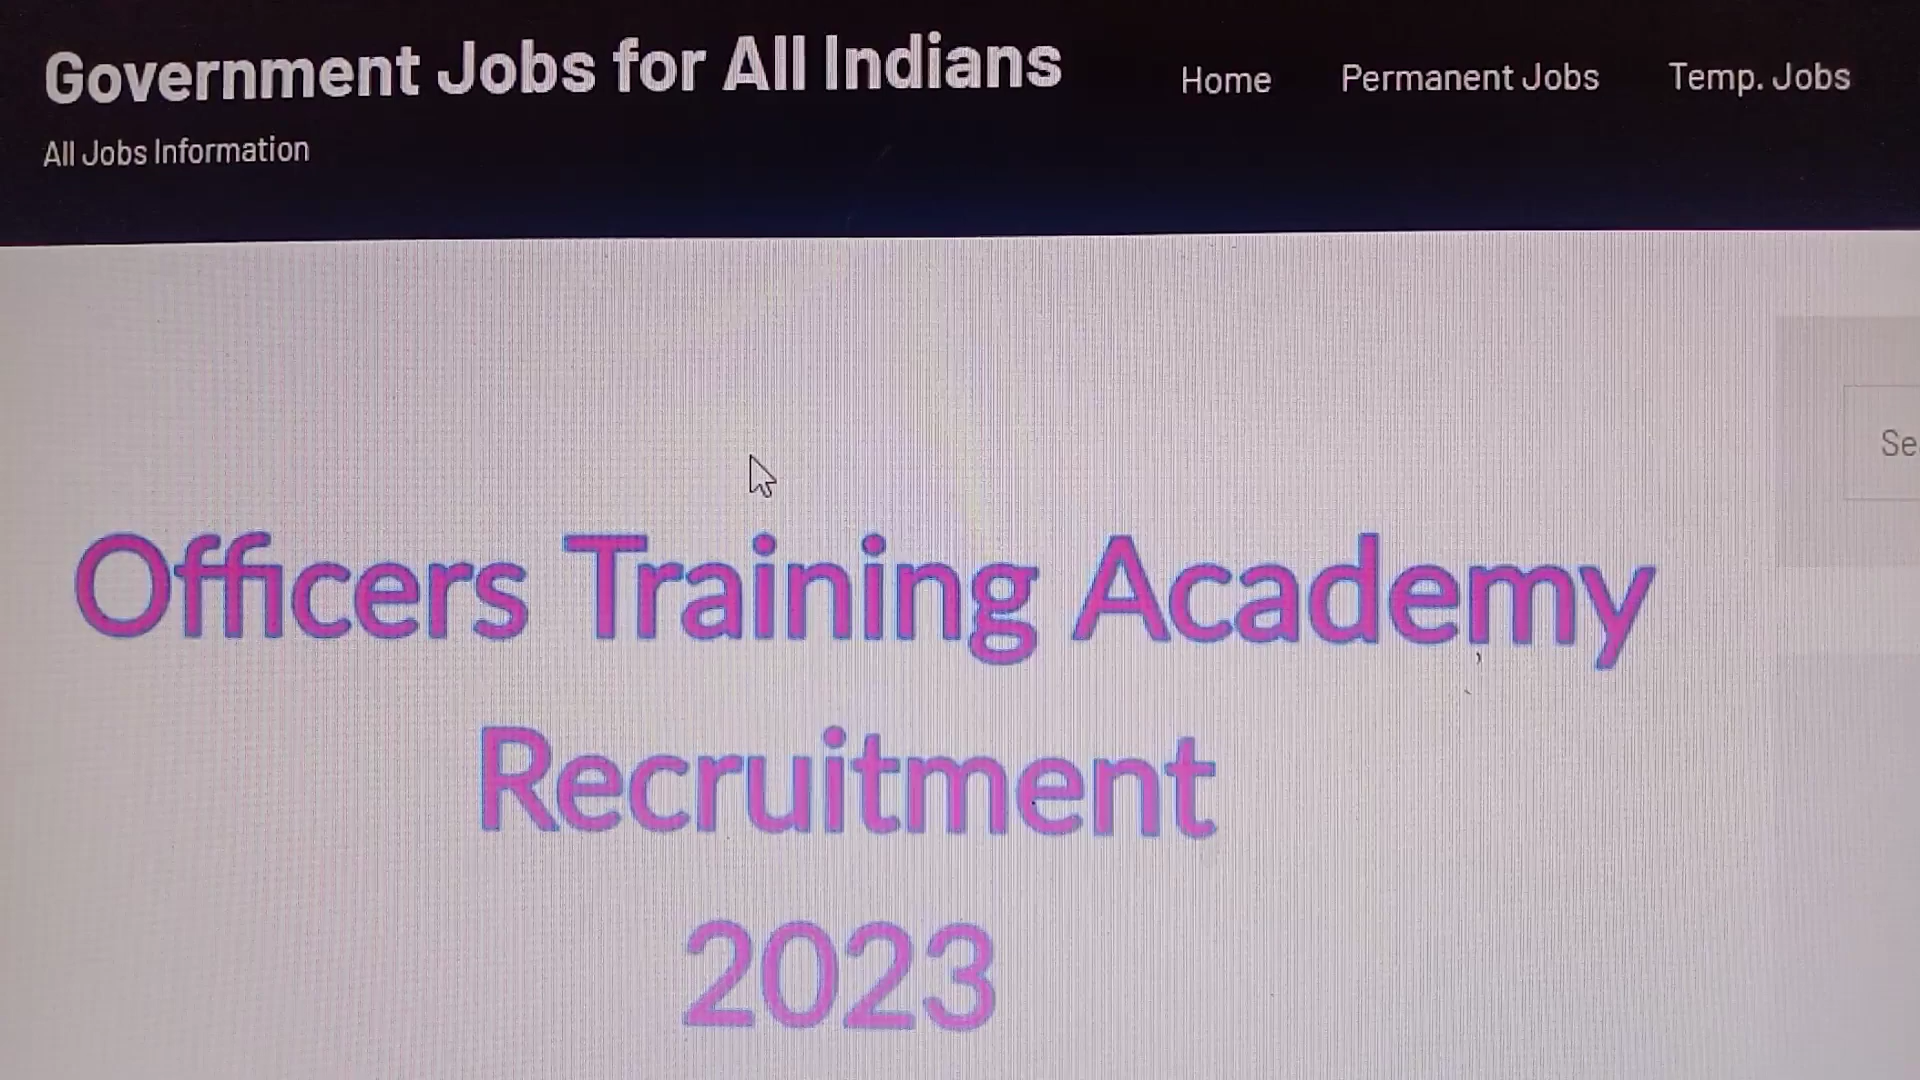 Government Jobs for All Indians
All Jobs Information
Home
Permanent Jobs
Temp. Jobs
Officers Training Academy
Recruitment
2023